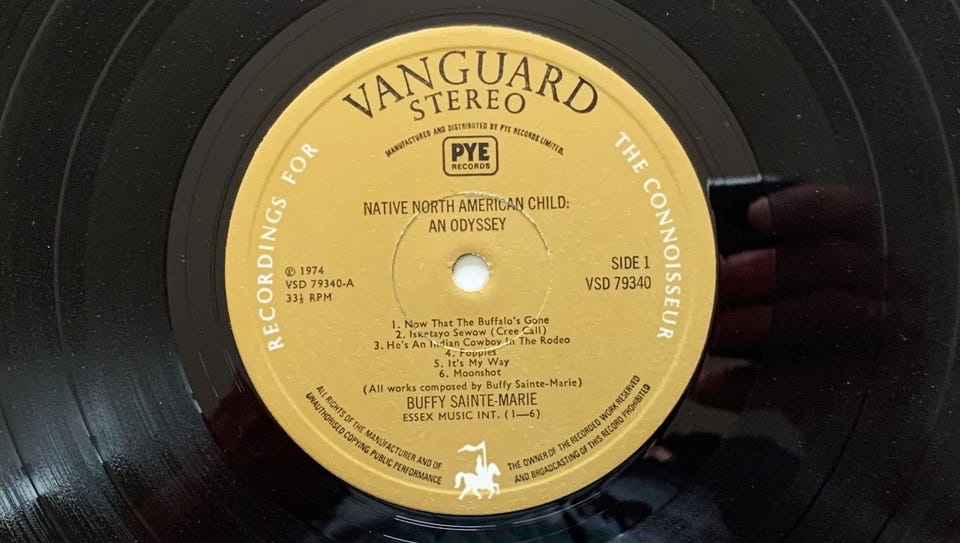 VANGUARD
STEREO
MANUFACTURED AND DISTRIBUTED BY PYE RECORDS LIMITED.
PYE
RECORDS
RECORDINGS FOR
THE CONNOISSEUR
NATIVE NORTH AMERICAN CHILD:
AN ODYSSEY
℗ 1974
VSD 79340-A
33⅓ RPM
SIDE 1
VSD 79340
1. Now That The Buffalo's Gone
2. Isketayo Sewow (Cree Call)
3. He's An Indian Cowboy In The Rodeo
4. Poppies
5. It's My Way
6. Moonshot
(All works composed by Buffy Sainte-Marie)
BUFFY SAINTE-MARIE
ESSEX MUSIC INT. (1—6)
ALL RIGHTS OF THE MANUFACTURER AND OF
THE OWNER OF THE RECORDED WORK RESERVED
UNAUTHORISED COPYING PUBLIC PERFORMANCE
AND BROADCASTING OF THIS RECORD PROHIBITED